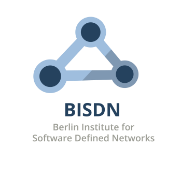 BISDN
Berlin Institute for
Software Defined Networks